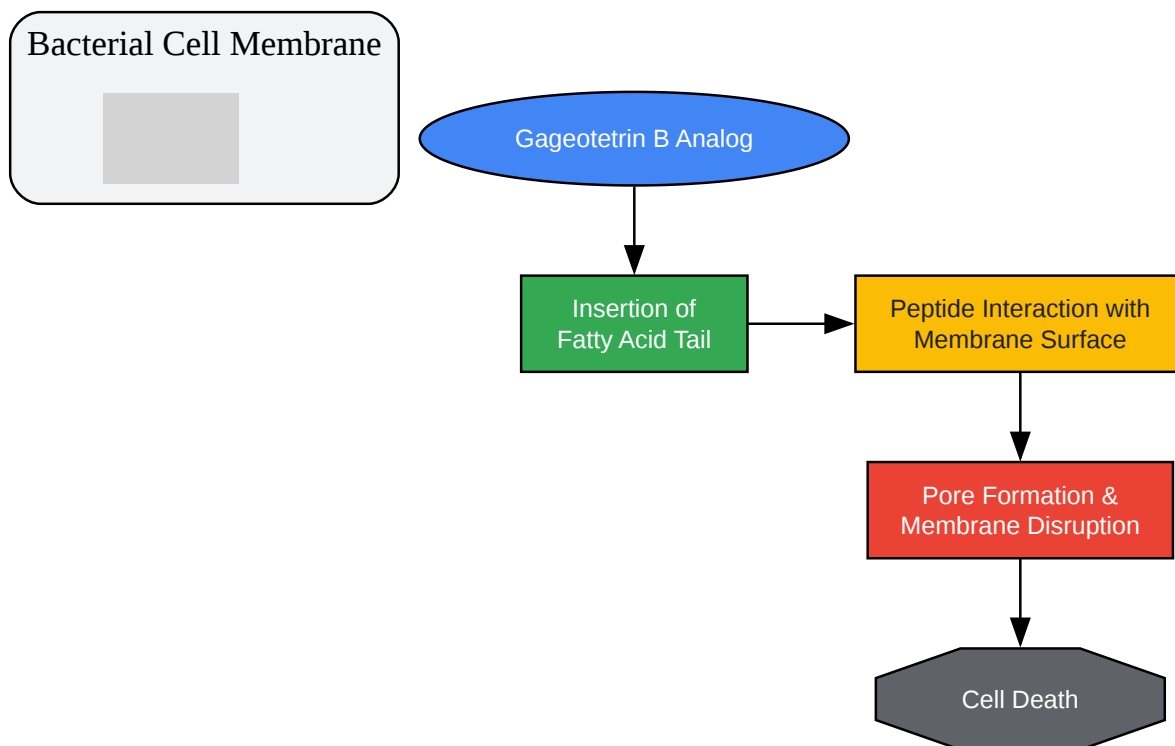 Bacterial Cell Membrane
Gageotetrin B Analog
Insertion of
Fatty Acid Tail
Peptide Interaction with
Membrane Surface
Pore Formation &
Membrane Disruption
Cell Death